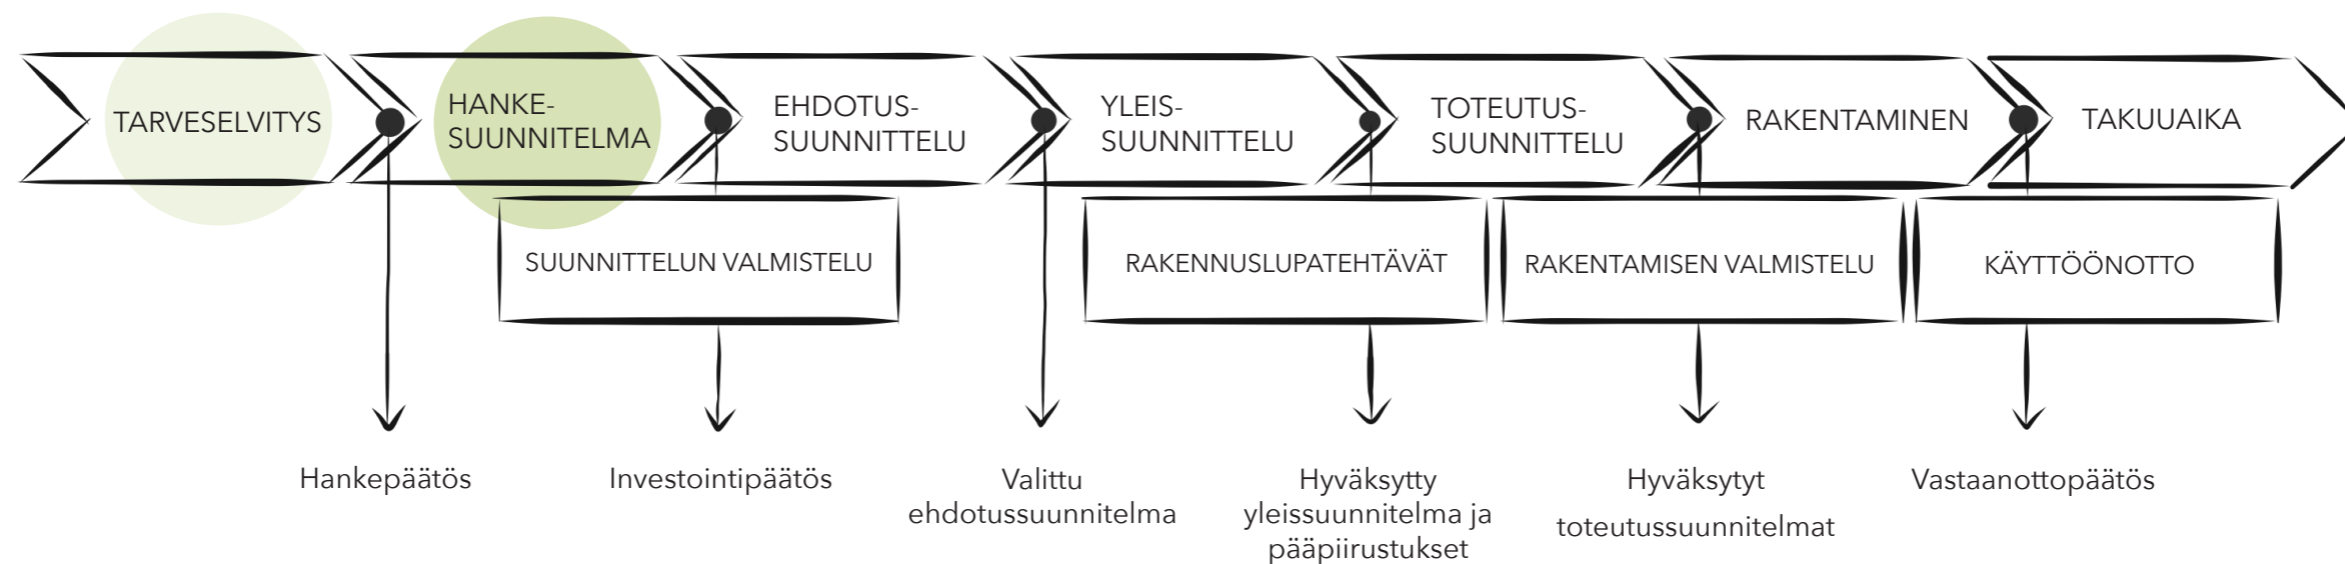 TARVESELVITYS
HANKE-
SUUNNITELMA
EHDOTUS-
SUUNNITTELU
YLEIS-
SUUNNITTELU
TOTEUTUS-
SUUNNITTELU
RAKENTAMINEN
TAKUUAIKA
SUUNNITTELUN VALMISTELU
RAKENNUSLUPATEHTÄVÄT
RAKENTAMISEN VALMISTELU
KÄYTTÖÖNOTTO
Hankepäätös
Investointipäätös
Valittu
ehdotussuunnitelma
Hyväksytty
yleissuunnitelma ja
pääpiirustukset
Hyväksytyt
toteutussuunnitelmat
Vastaanottopäätös